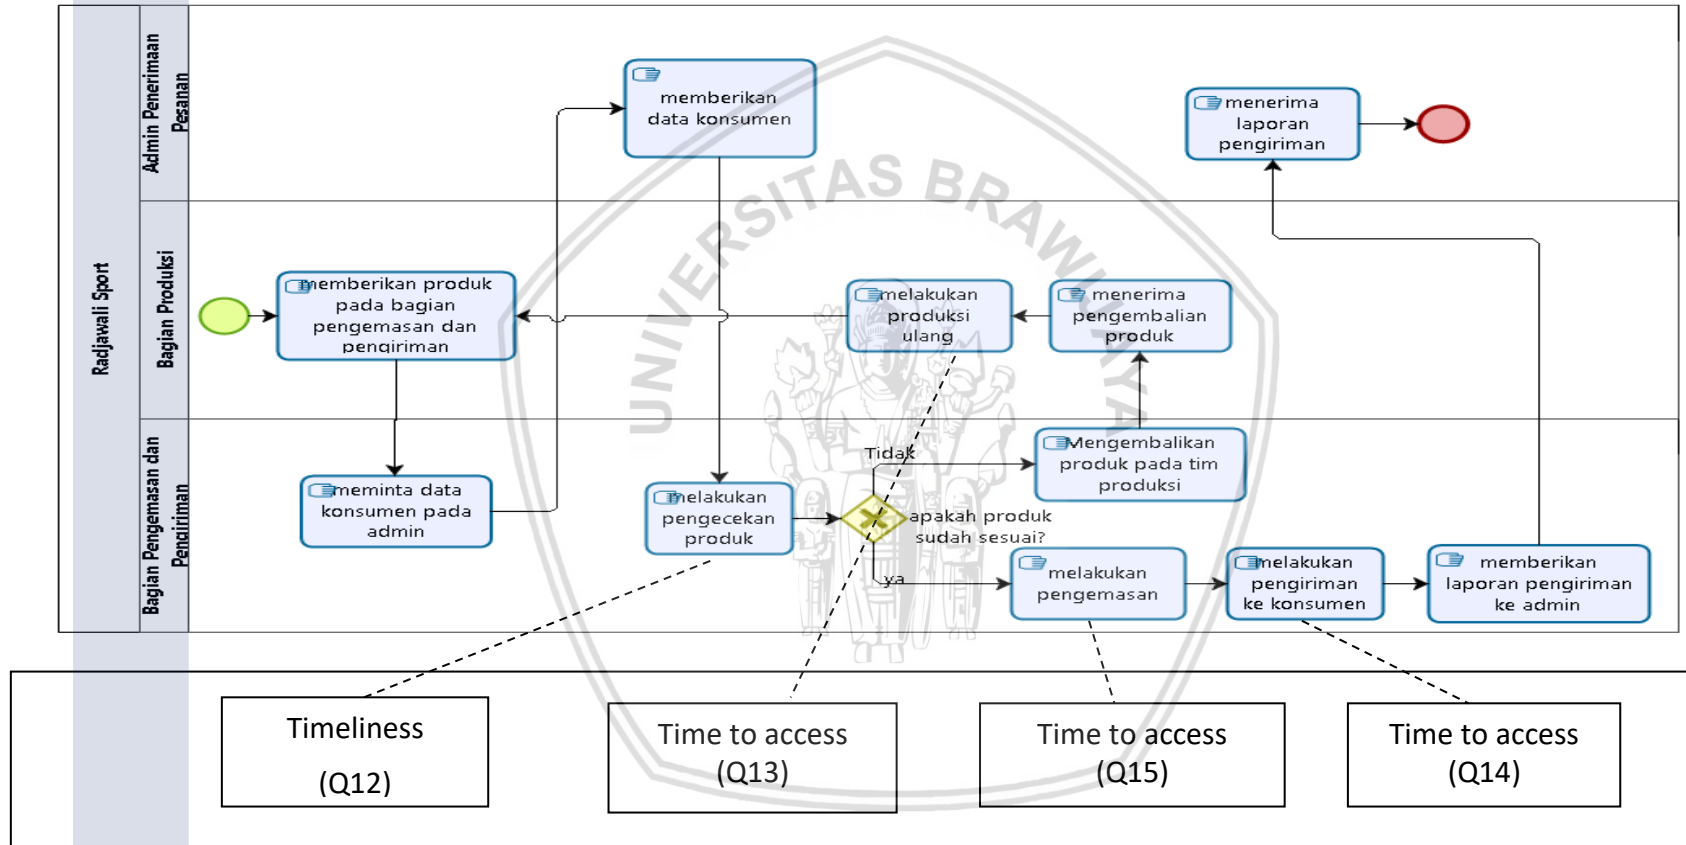 Radjawali Sport
Admin Penerimaan
Pesanan
Bagian Produksi
Bagian Pengemasan dan
Pengiriman
memberikan
data konsumen
menerima
laporan
pengiriman
memberikan produk
pada bagian
pengemasan dan
pengiriman
melakukan
produksi
ulang
menerima
pengembalian
produk
meminta data
konsumen pada
admin
melakukan
pengecekan
produk
Tidak
apakah produk
sudah sesuai?
ya
Mengembalikan
produk pada tim
produksi
melakukan
pengemasan
melakukan
pengiriman
ke konsumen
memberikan
laporan pengiriman
ke admin
UNIVERSITAS BRAWIJAYA
Timeliness
(Q12)
Time to access
(Q13)
Time to access
(Q15)
Time to access
(Q14)